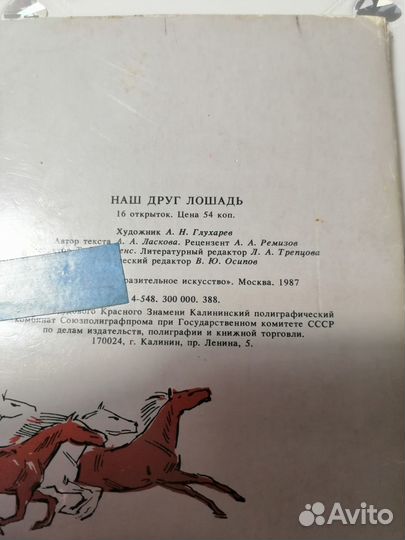 НАШ ДРУГ ЛОШАДЬ
16 открыток. Цена 54 коп.
Художник А. Н. Глухарев
Автор текста А. А. Ласкова. Рецензент А. А. Ремизов
Литературный редактор Л. А. Трепцова
редактор В. Ю. Осипов
искусство». Москва. 1987
4-548. 300 000. 388.
Красного Знамени Калининский полиграфический
комбинат Союзполиграфпрома при Государственном комитете СССР
по делам издательств, полиграфии и книжной торговли.
170024, г. Калинин, пр. Ленина, 5.
Avito